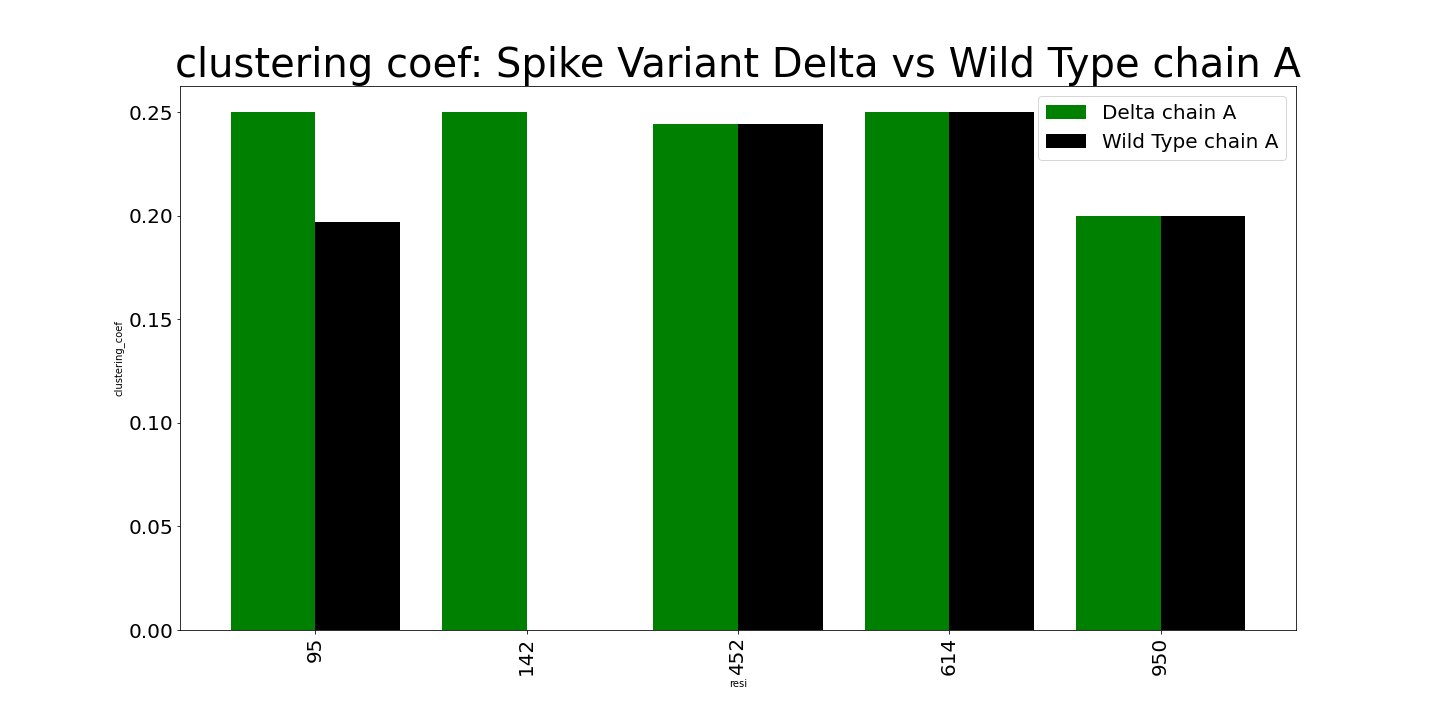 clustering coef: Spike Variant Delta vs Wild Type chain A
Delta chain A
Wild Type chain A
0.25
0.20
0.15
0.10
0.05
0.00
clustering_coef
95
142
452
614
950
resi